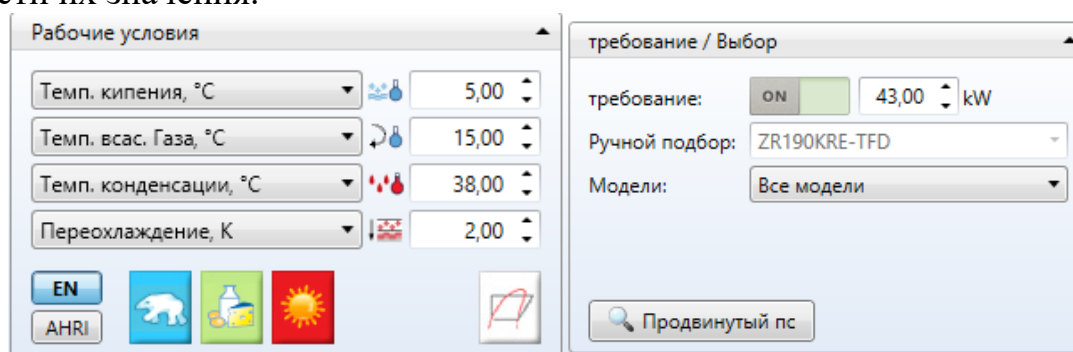 их значения.
Рабочие условия
Темп. кипения, °C 5,00
Темп. всас. Газа, °C 15,00
Темп. конденсации, °C 38,00
Переохлаждение, К 2,00
EN
AHRI
требование / Выбор
требование: ON 43,00 kW
Ручной подбор: ZR190KRE-TFD
Модели: Все модели
Продвинутый пс